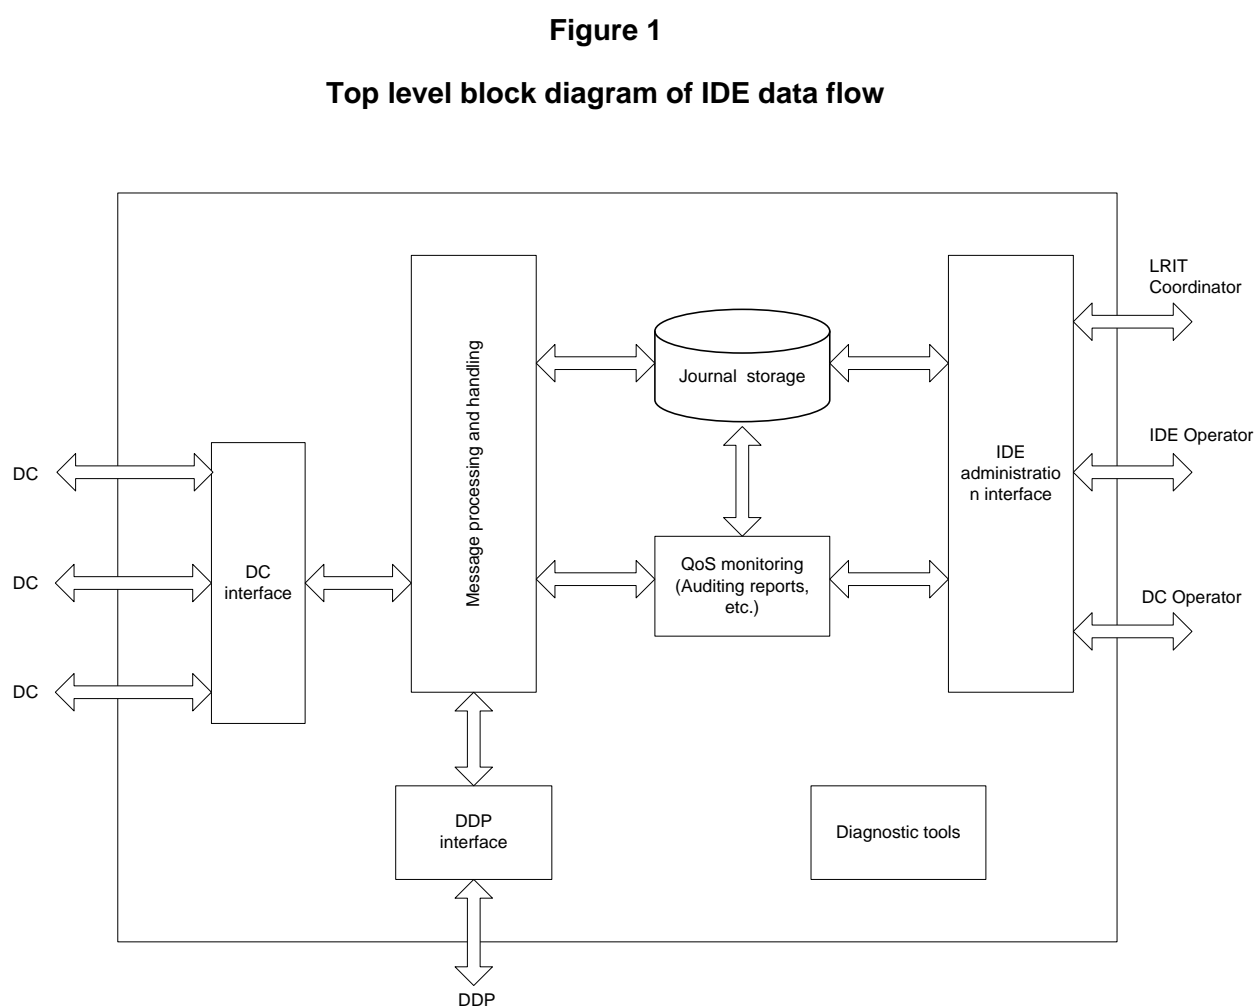 Figure 1
Top level block diagram of IDE data flow
LRIT
Coordinator
Message processing and handling
Journal storage
IDE Operator
IDE
administratio
n interface
DC
DC
interface
QoS monitoring
(Auditing reports,
etc.)
DC
DC Operator
DC
DDP
interface
Diagnostic tools
DDP